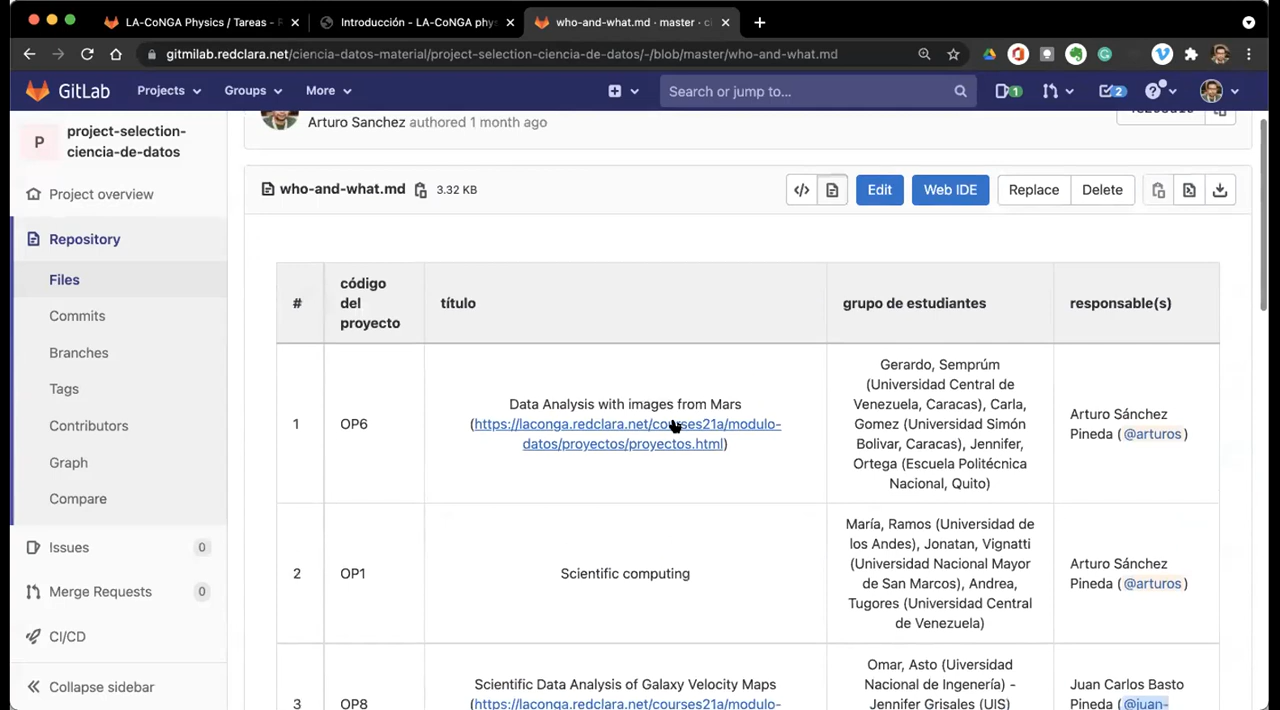 LA-CoNGA Physics / Tareas - 
Introducción - LA-CoNGA phys
who-and-what.md · master · ci
gitmilab.redclara.net/ciencia-datos-material/project-selection-ciencia-de-datos/-/blob/master/who-and-what.md
GitLab
Projects
Groups
More
Search or jump to...
1
2
P
project-selection-
ciencia-de-datos
Project overview
Repository
Files
Commits
Branches
Tags
Contributors
Graph
Compare
Issues
0
Merge Requests
0
CI/CD
Collapse sidebar
Arturo Sanchez authored 1 month ago
who-and-what.md 3.32 KB
Edit
Web IDE
Replace
Delete
#
código
del
proyecto
título
grupo de estudiantes
responsable(s)
1
OP6
Data Analysis with images from Mars
(https://laconga.redclara.net/courses21a/modulo-
datos/proyectos/proyectos.html)
Gerardo, Semprúm
(Universidad Central de
Venezuela, Caracas), Carla,
Gomez (Universidad Simón
Bolivar, Caracas), Jennifer,
Ortega (Escuela Politécnica
Nacional, Quito)
Arturo Sánchez
Pineda ( @arturos )
2
OP1
Scientific computing
María, Ramos (Universidad de
los Andes), Jonatan, Vignatti
(Universidad Nacional Mayor
de San Marcos), Andrea,
Tugores (Universidad Central
de Venezuela)
Arturo Sánchez
Pineda ( @arturos )
3
OP8
Scientific Data Analysis of Galaxy Velocity Maps
(https://laconga.redclara.net/courses21a/modulo-
Omar, Asto (Uiversidad
Nacional de Ingenería) -
Jennifer Grisales (UIS)
Juan Carlos Basto
Pineda ( @juan-